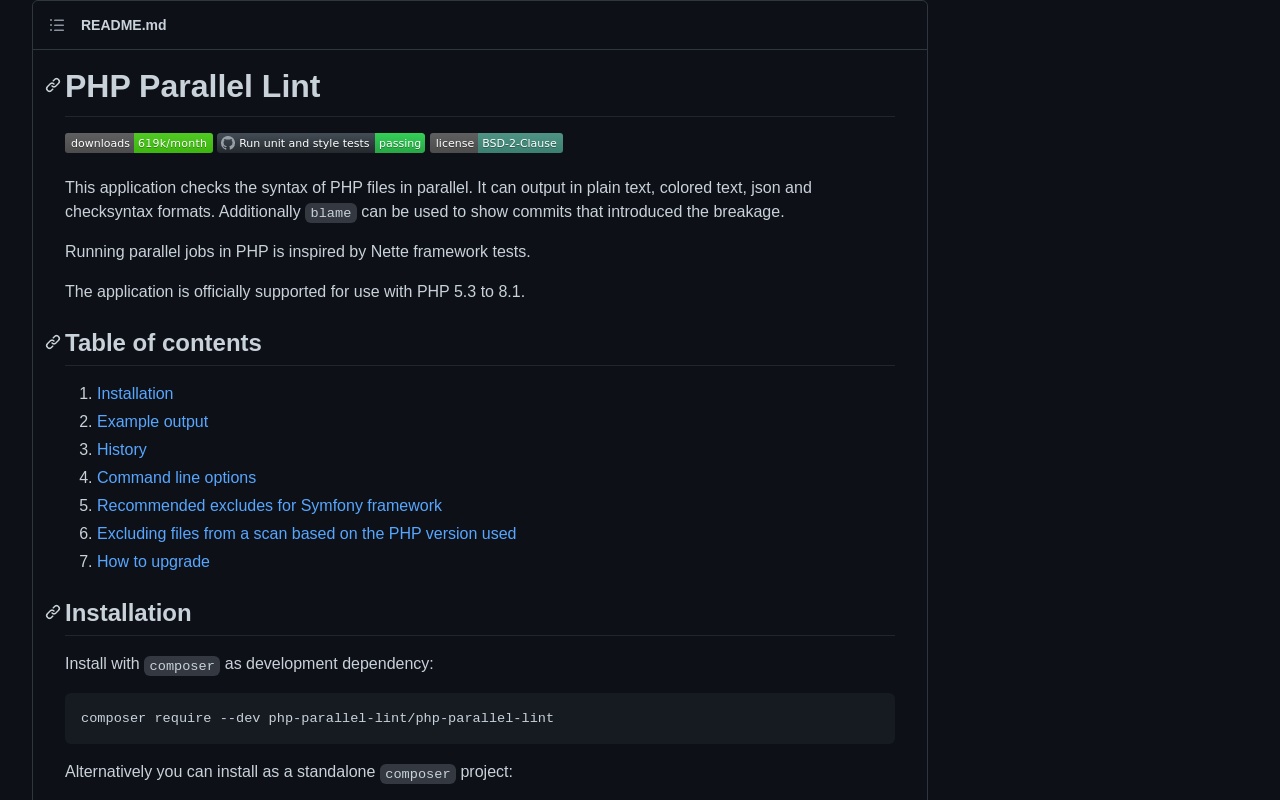 README.md
PHP Parallel Lint
downloads 619k/month Run unit and style tests passing license BSD-2-Clause
This application checks the syntax of PHP files in parallel. It can output in plain text, colored text, json and
checksyntax formats. Additionally blame can be used to show commits that introduced the breakage.
Running parallel jobs in PHP is inspired by Nette framework tests.
The application is officially supported for use with PHP 5.3 to 8.1.
Table of contents
1. Installation
2. Example output
3. History
4. Command line options
5. Recommended excludes for Symfony framework
6. Excluding files from a scan based on the PHP version used
7. How to upgrade
Installation
Install with composer as development dependency:
composer require --dev php-parallel-lint/php-parallel-lint
Alternatively you can install as a standalone composer project: